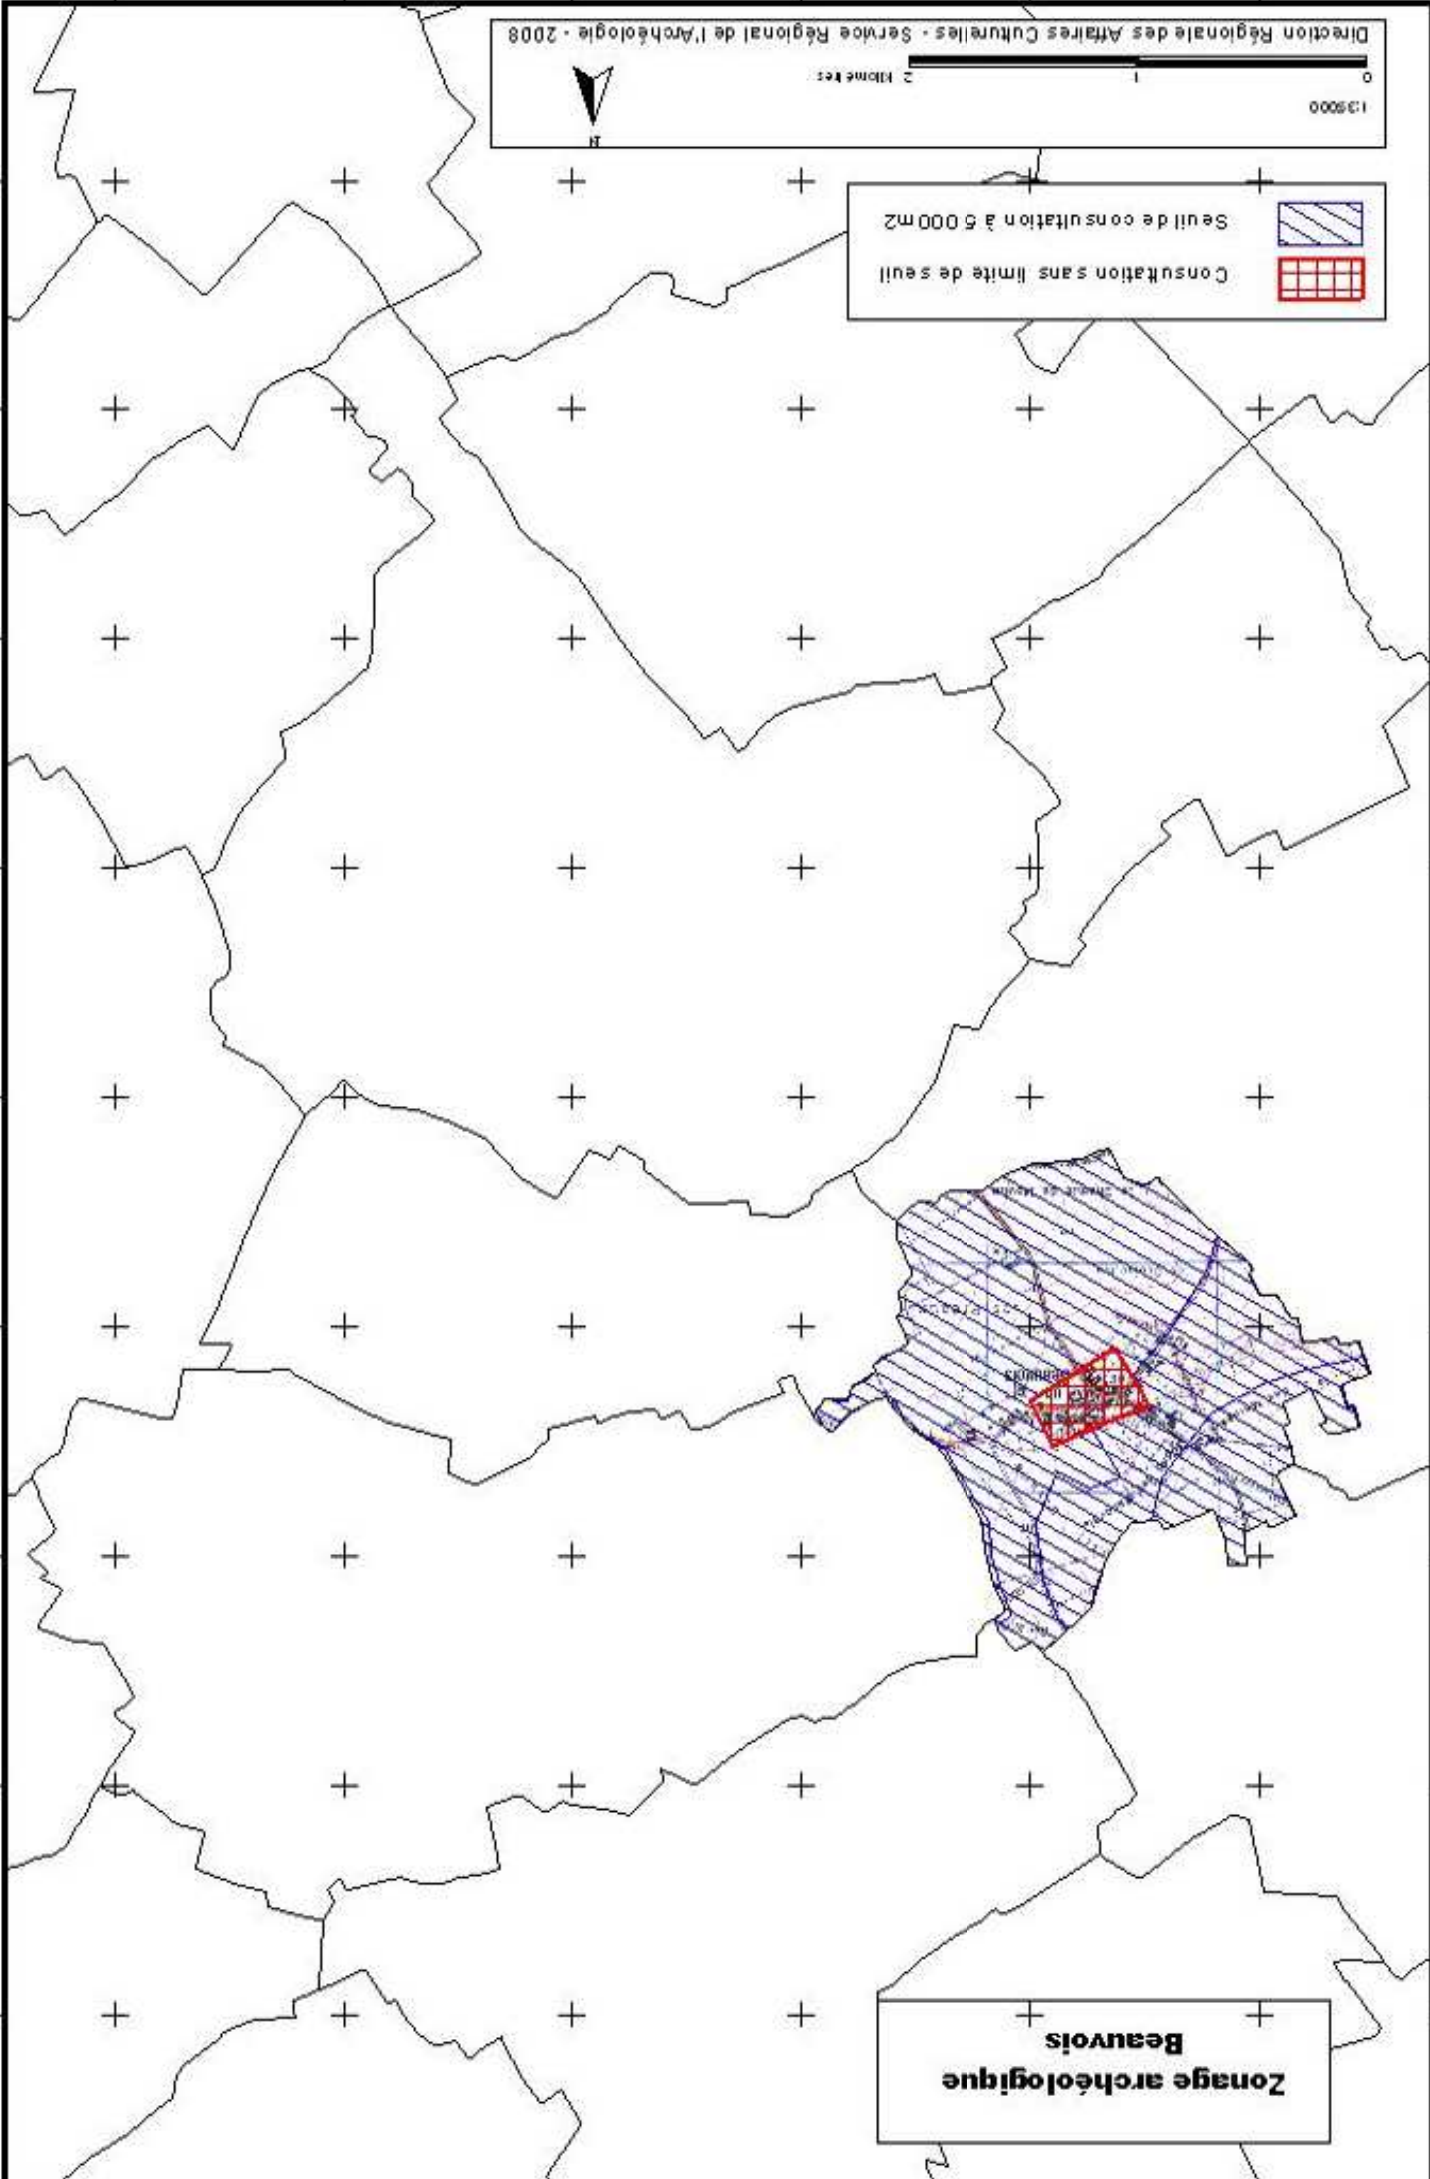 Zonage archéologique
Beauvois
Consultation sans limite de seuil
Seuil de consultation à 5 000 m2
N
1:35000
0 1 2 Kilomètres
Direction Régionale des Affaires Culturelles - Service Régional de l'Archéologie - 2008